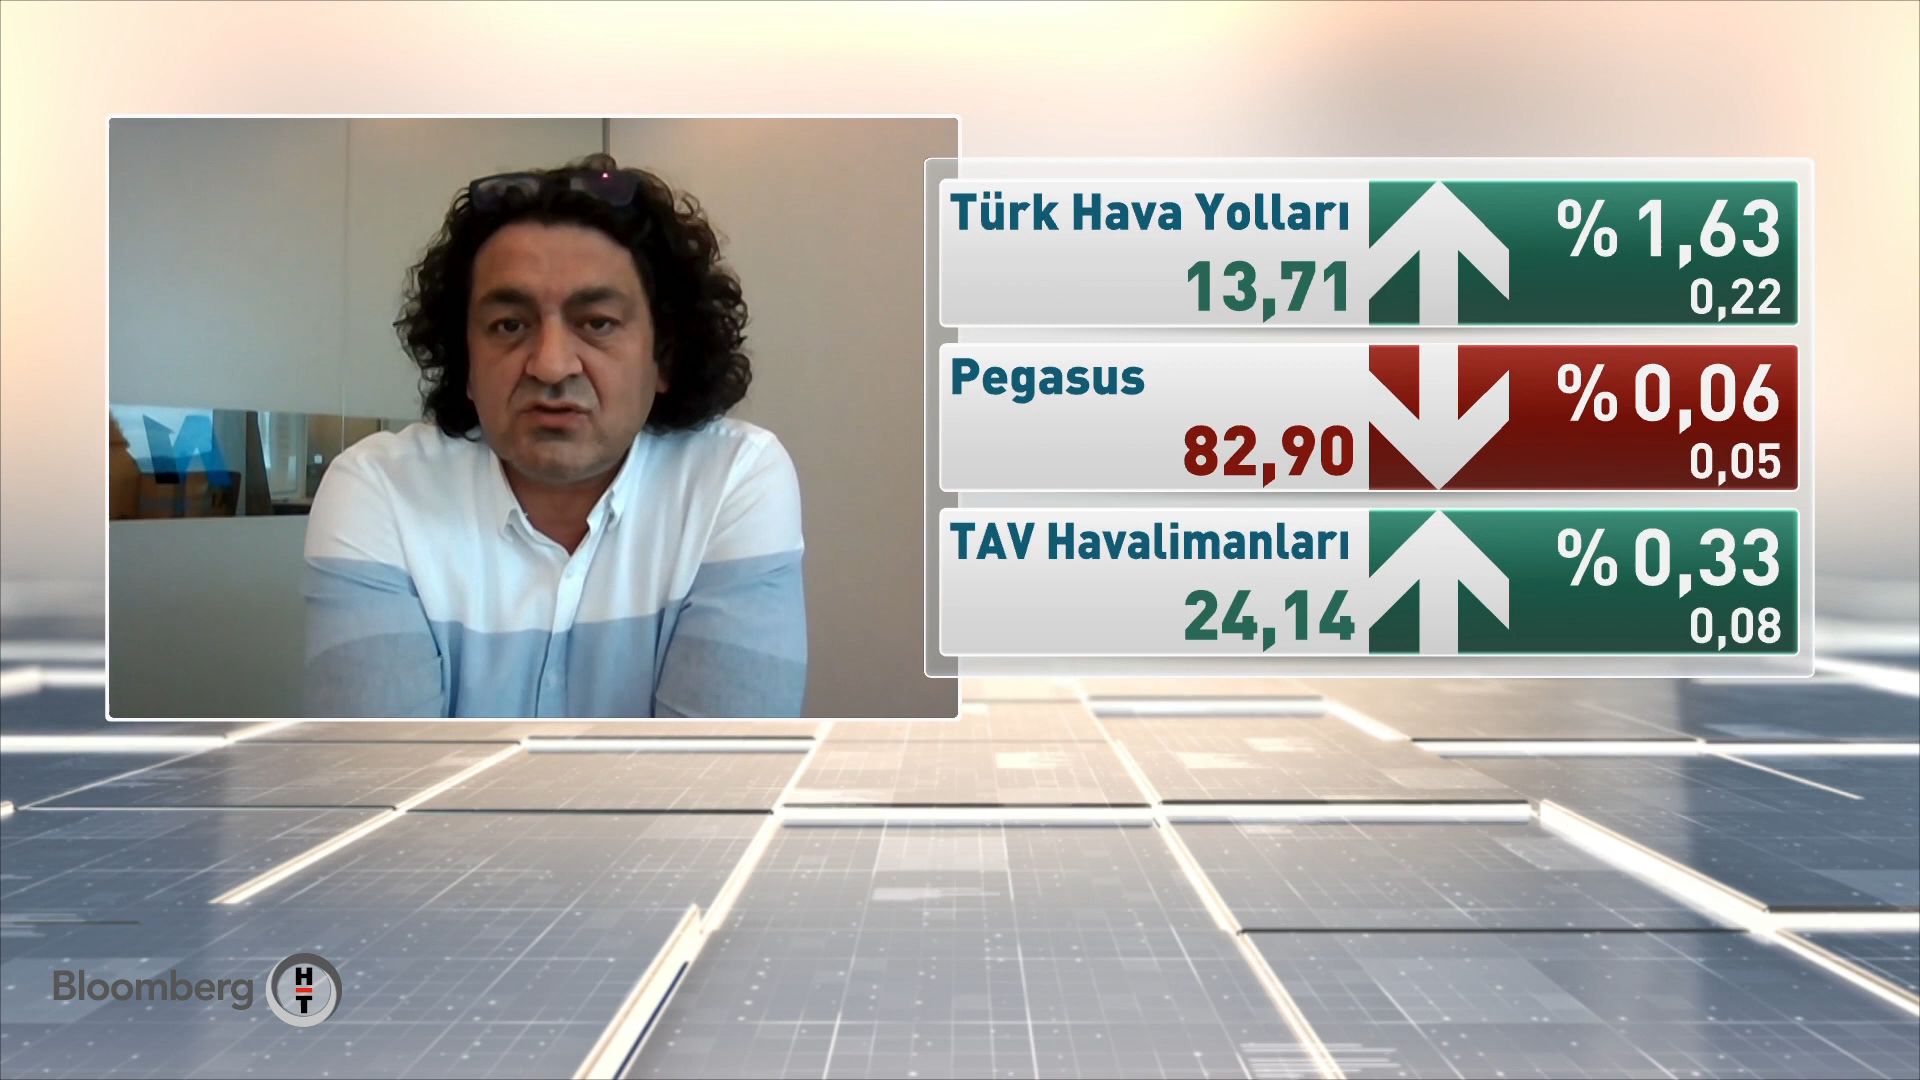 Türk Hava Yolları
13,71
% 1,63
0,22
Pegasus
82,90
% 0,06
0,05
TAV Havalimanları
24,14
% 0,33
0,08
Bloomberg HT